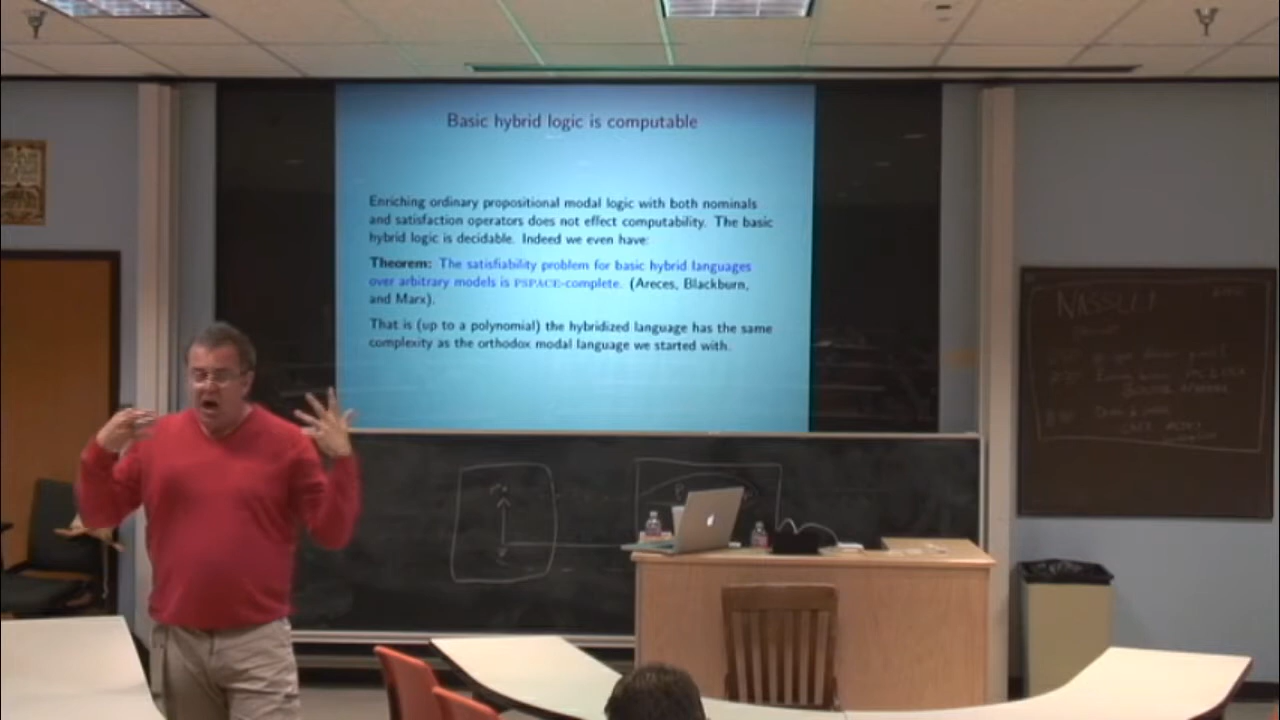 Basic hybrid logic is computable
Enriching ordinary propositional modal logic with both nominals
and satisfaction operators does not effect computability. The basic
hybrid logic is decidable. Indeed we even have:
Theorem: The satisfiability problem for basic hybrid languages
over arbitrary models is PSPACE-complete. (Areces, Blackburn,
and Marx).
That is (up to a polynomial) the hybridized language has the same
complexity as the orthodox modal language we started with.
NASSLLI